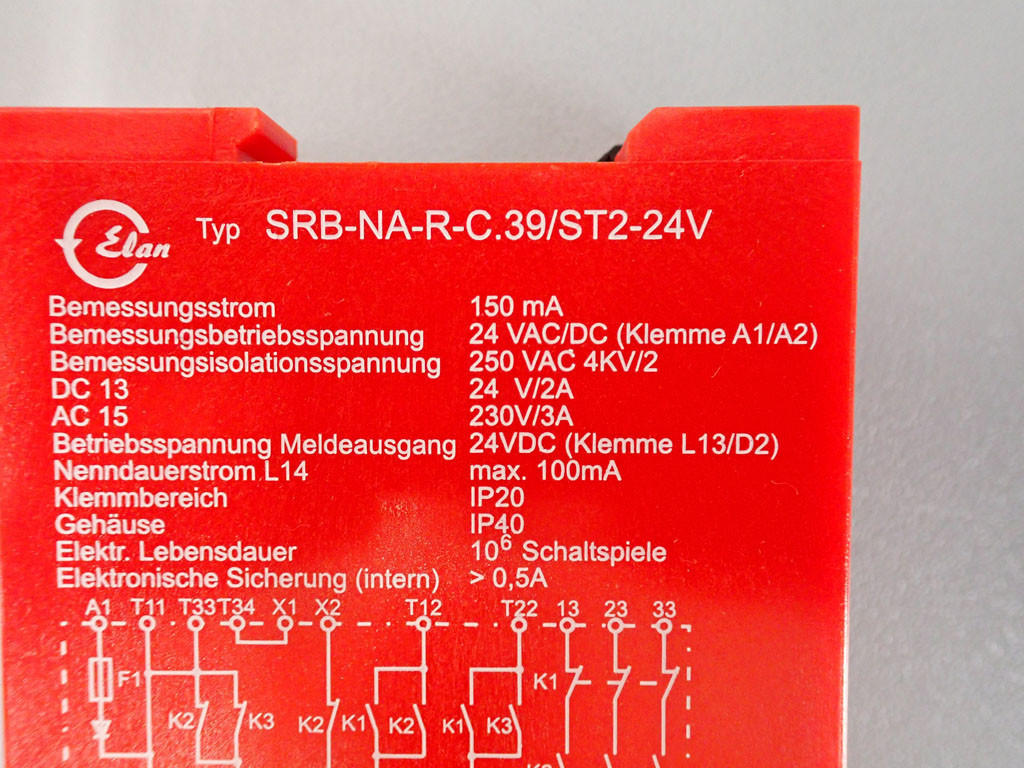 Elan Typ SRB-NA-R-C.39/ST2-24V
Bemessungsstrom 150 mA
Bemessungsbetriebsspannung 24 VAC/DC (Klemme A1/A2)
Bemessungsisolationsspannung 250 VAC 4KV/2
DC 13 24 V/2A
AC 15 230V/3A
Betriebsspannung Meldeausgang 24VDC (Klemme L13/D2)
Nenndauerstrom L14 max. 100mA
Klemmbereich IP20
Gehäuse IP40
Elektr. Lebensdauer 10⁶ Schaltspiele
Elektronische Sicherung (intern) > 0,5A
A1 T11 T33 T34 X1 X2 T12 T22 13 23 33
F1 K1
K2 K3 K2 K1 K2 K1 K3